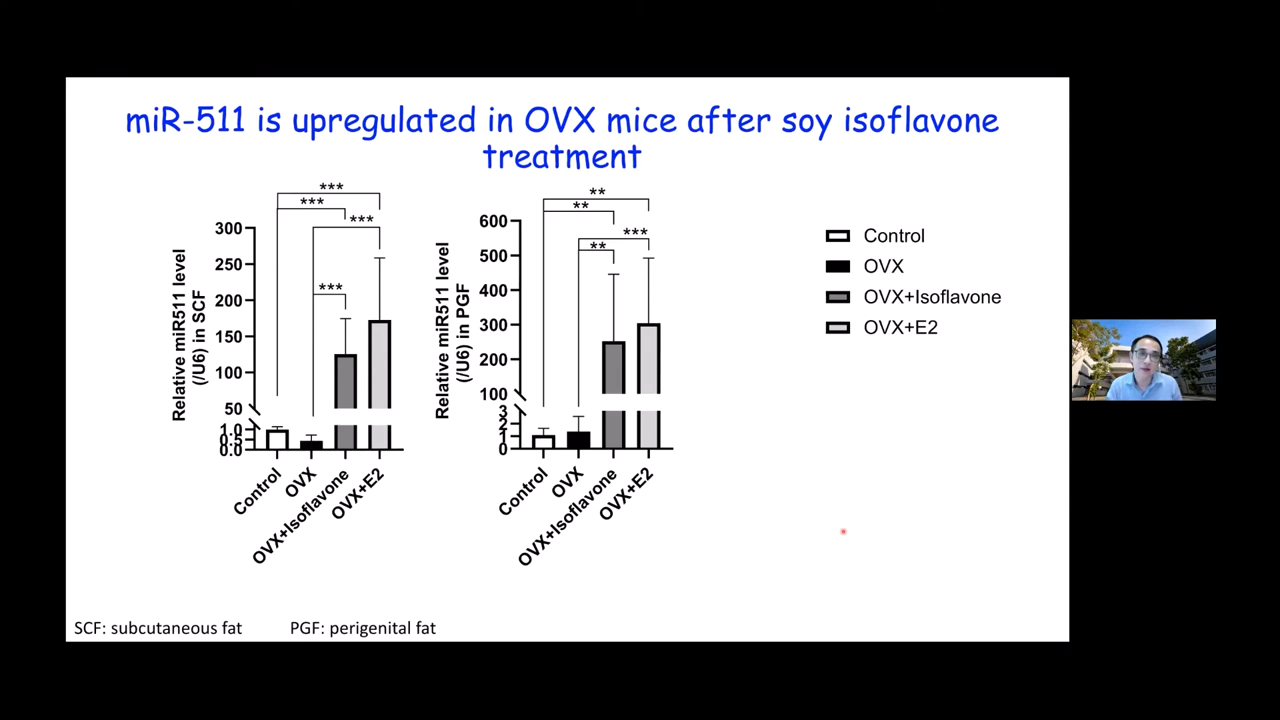 miR-511 is upregulated in OVX mice after soy isoflavone
treatment
***
***
***
***
Relative miR511 level
(/U6) in SCF
300
250
200
150
100
50
1.0
0.5
0.0
Control
OVX
OVX+Isoflavone
OVX+E2
**
**
***
**
Relative miR511 level
(/U6) in PGF
600
500
400
300
200
100
3
2
1
0
Control
OVX
OVX+Isoflavone
OVX+E2
Control
OVX
OVX+Isoflavone
OVX+E2
SCF: subcutaneous fat
PGF: perigenital fat